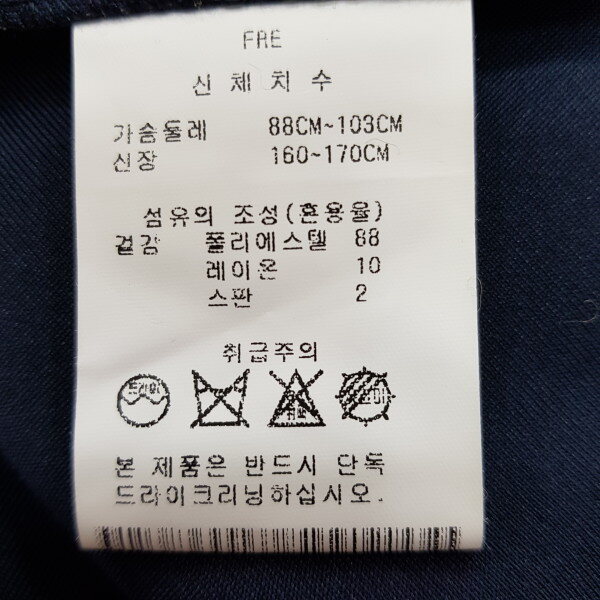 FRE
신체치수
가슴둘레 88CM~103CM
신장 160~170CM
섬유의 조성(혼용율)
겉감 폴리에스텔 88
레이온 10
스판 2
취급주의
드라이
본 제품은 반드시 단독
드라이크리닝하십시오.